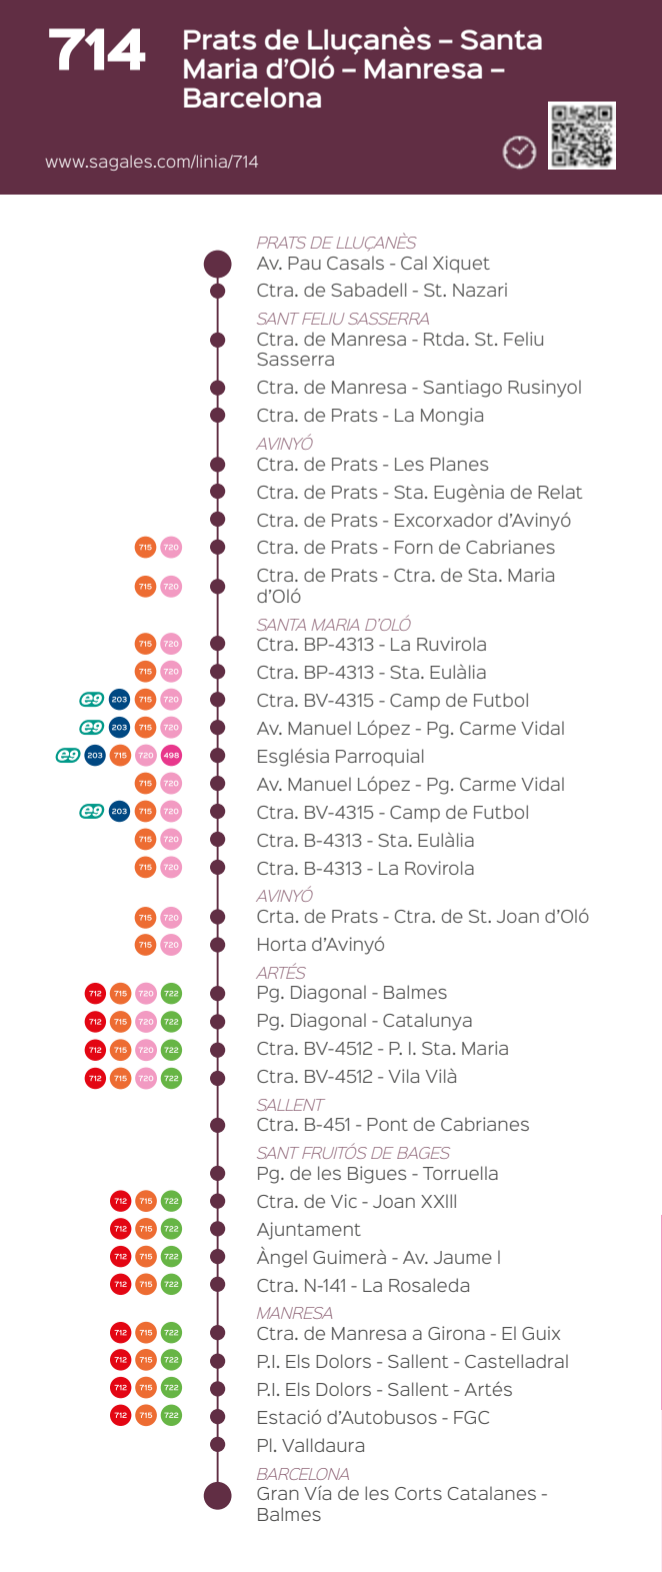 714
Prats de Lluçanès – Santa
Maria d'Oló – Manresa –
Barcelona
www.sagales.com/linia/714
PRATS DE LLUÇANÈS
Av. Pau Casals - Cal Xiquet
Ctra. de Sabadell - St. Nazari
SANT FELIU SASSERRA
Ctra. de Manresa - Rtda. St. Feliu
Sasserra
Ctra. de Manresa - Santiago Rusinyol
Ctra. de Prats - La Mongia
AVINYÓ
Ctra. de Prats - Les Planes
Ctra. de Prats - Sta. Eugènia de Relat
Ctra. de Prats - Excorxador d'Avinyó
715 720 Ctra. de Prats - Forn de Cabrianes
715 720 Ctra. de Prats - Ctra. de Sta. Maria
d'Oló
SANTA MARIA D'OLÓ
715 720 Ctra. BP-4313 - La Ruvirola
715 720 Ctra. BP-4313 - Sta. Eulàlia
e9 203 715 720 Ctra. BV-4315 - Camp de Futbol
e9 203 715 720 Av. Manuel López - Pg. Carme Vidal
e9 203 715 720 498 Església Parroquial
715 720 Av. Manuel López - Pg. Carme Vidal
e9 203 715 720 Ctra. BV-4315 - Camp de Futbol
715 720 Ctra. B-4313 - Sta. Eulàlia
715 720 Ctra. B-4313 - La Rovirola
AVINYÓ
715 720 Crta. de Prats - Ctra. de St. Joan d'Oló
715 720 Horta d'Avinyó
ARTÉS
712 715 720 722 Pg. Diagonal - Balmes
712 715 720 722 Pg. Diagonal - Catalunya
712 715 720 722 Ctra. BV-4512 - P. I. Sta. Maria
712 715 720 722 Ctra. BV-4512 - Vila Vilà
SALLENT
Ctra. B-451 - Pont de Cabrianes
SANT FRUITÓS DE BAGES
Pg. de les Bigues - Torruella
712 715 722 Ctra. de Vic - Joan XXIII
712 715 722 Ajuntament
712 715 722 Àngel Guimerà - Av. Jaume I
712 715 722 Ctra. N-141 - La Rosaleda
MANRESA
712 715 722 Ctra. de Manresa a Girona - El Guix
712 715 722 P.I. Els Dolors - Sallent - Castelladral
712 715 722 P.I. Els Dolors - Sallent - Artés
712 715 722 Estació d'Autobusos - FGC
Pl. Valldaura
BARCELONA
Gran Vía de les Corts Catalanes -
Balmes